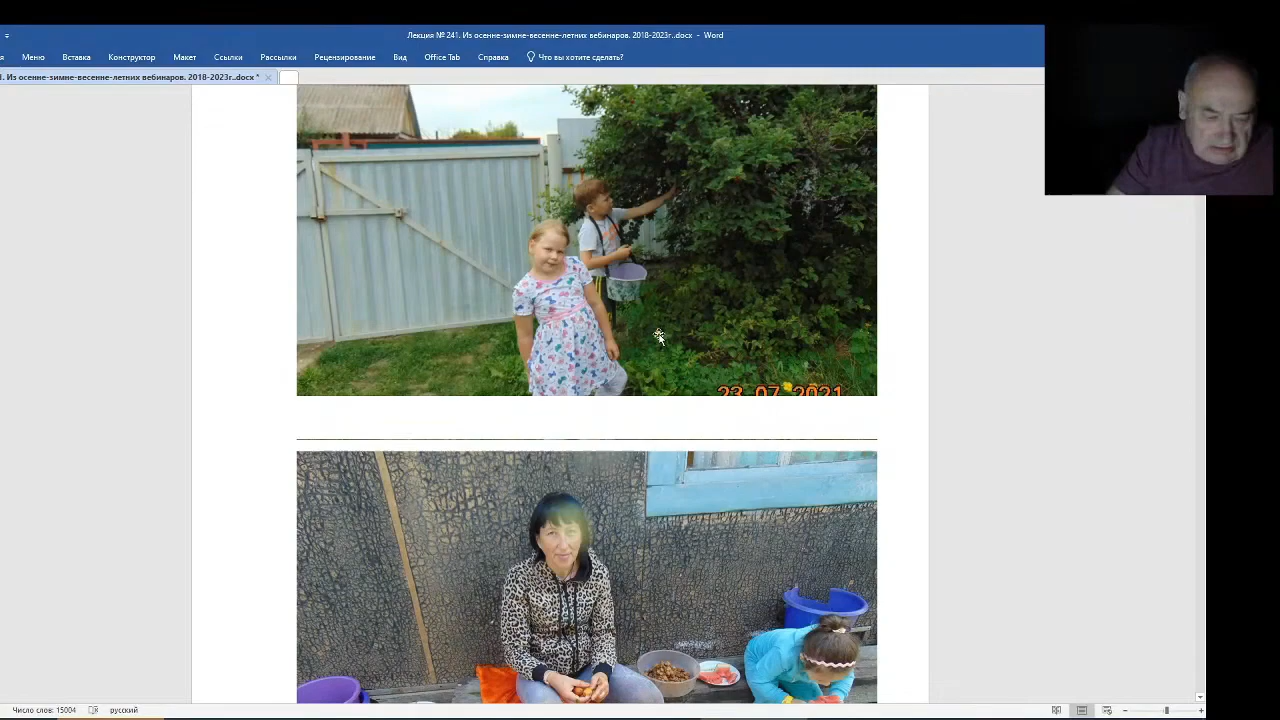 Лекция № 241. Из осенне-зимне-весенне-летних вебинаров. 2018-2023г..docx - Word
Меню Вставка Конструктор Макет Ссылки Рассылки Рецензирование Вид Office Tab Справка Что вы хотите сделать?
. Из осенне-зимне-весенне-летних вебинаров. 2018-2023г..docx *
23 07 2021
Число слов: 15004 русский